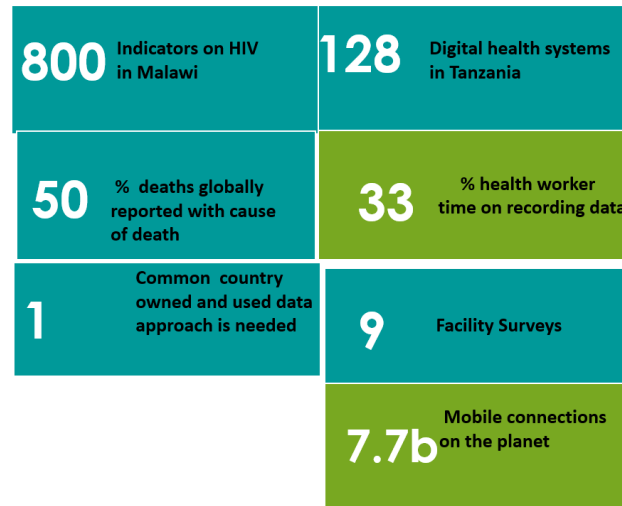 800 Indicators on HIV
in Malawi
128 Digital health systems
in Tanzania
50 % deaths globally
reported with cause
of death
33 % health worker
time on recording data
1 Common country
owned and used data
approach is needed
9 Facility Surveys
7.7b Mobile connections
on the planet